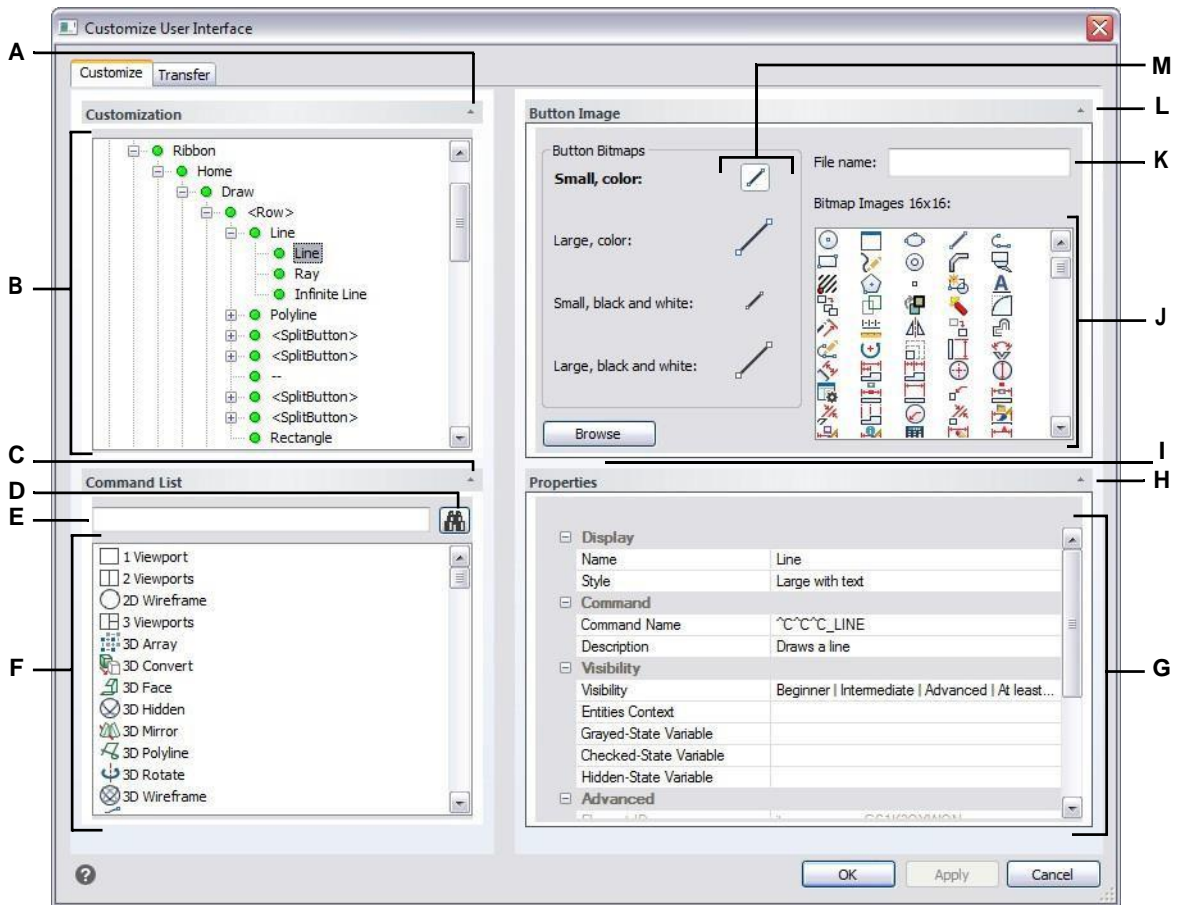 Customize User Interface
A
M
Customize Transfer
Customization
Button Image
L
Ribbon
Home
Draw
<Row>
Line
Line
Ray
Infinite Line
Polyline
<SplitButton>
<SplitButton>
--
<SplitButton>
<SplitButton>
Rectangle
B
Button Bitmaps
Small, color:
Large, color:
Small, black and white:
Large, black and white:
Browse
File name:
K
Bitmap Images 16x16:
J
I
C
Command List
D
E
Properties
H
1 Viewport
2 Viewports
2D Wireframe
3 Viewports
3D Array
3D Convert
3D Face
3D Hidden
3D Mirror
3D Polyline
3D Rotate
3D Wireframe
F
Display
Name Line
Style Large with text
Command
Command Name ^C^C^C_LINE
Description Draws a line
Visibility
Visibility Beginner | Intermediate | Advanced | At least...
Entities Context
Grayed-State Variable
Checked-State Variable
Hidden-State Variable
Advanced
G
OK Apply Cancel